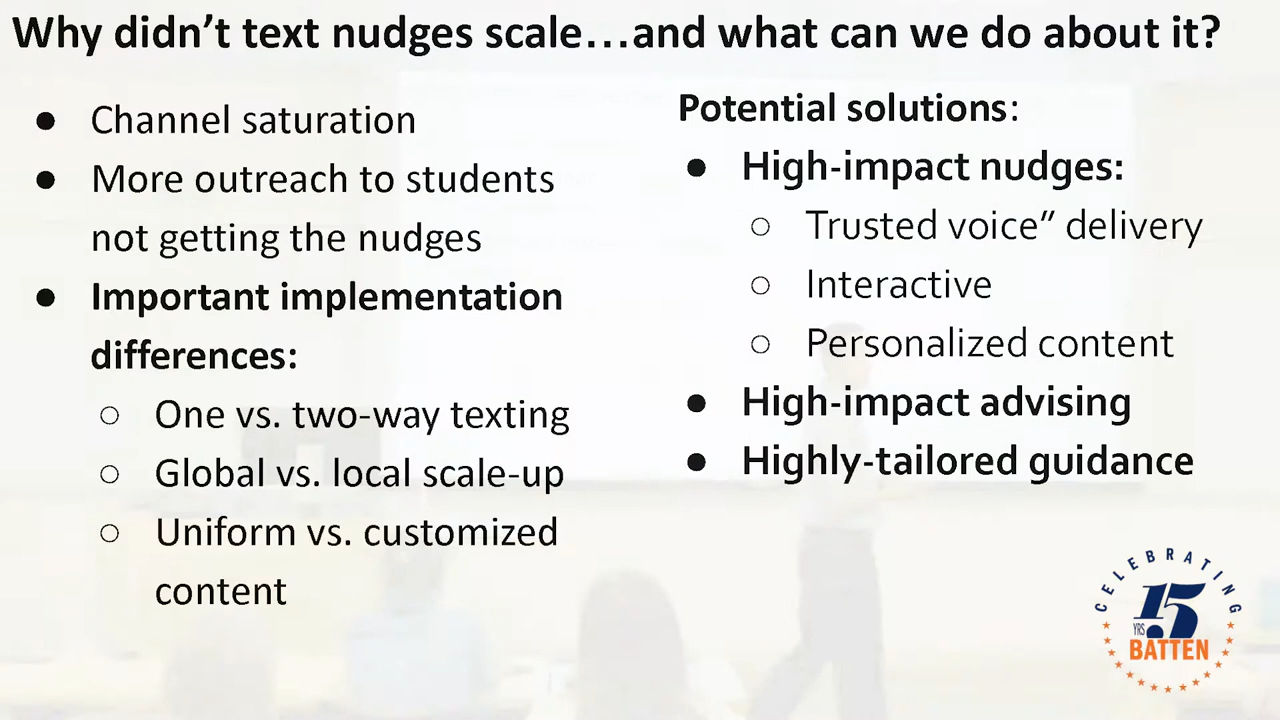 Why didn’t text nudges scale…and what can we do about it?
● Channel saturation
● More outreach to students
not getting the nudges
● Important implementation
differences:
○ One vs. two-way texting
○ Global vs. local scale-up
○ Uniform vs. customized
content
Potential solutions:
● High-impact nudges:
○ Trusted voice” delivery
○ Interactive
○ Personalized content
● High-impact advising
● Highly-tailored guidance
CELEBRATING
15
YRS
BATTEN